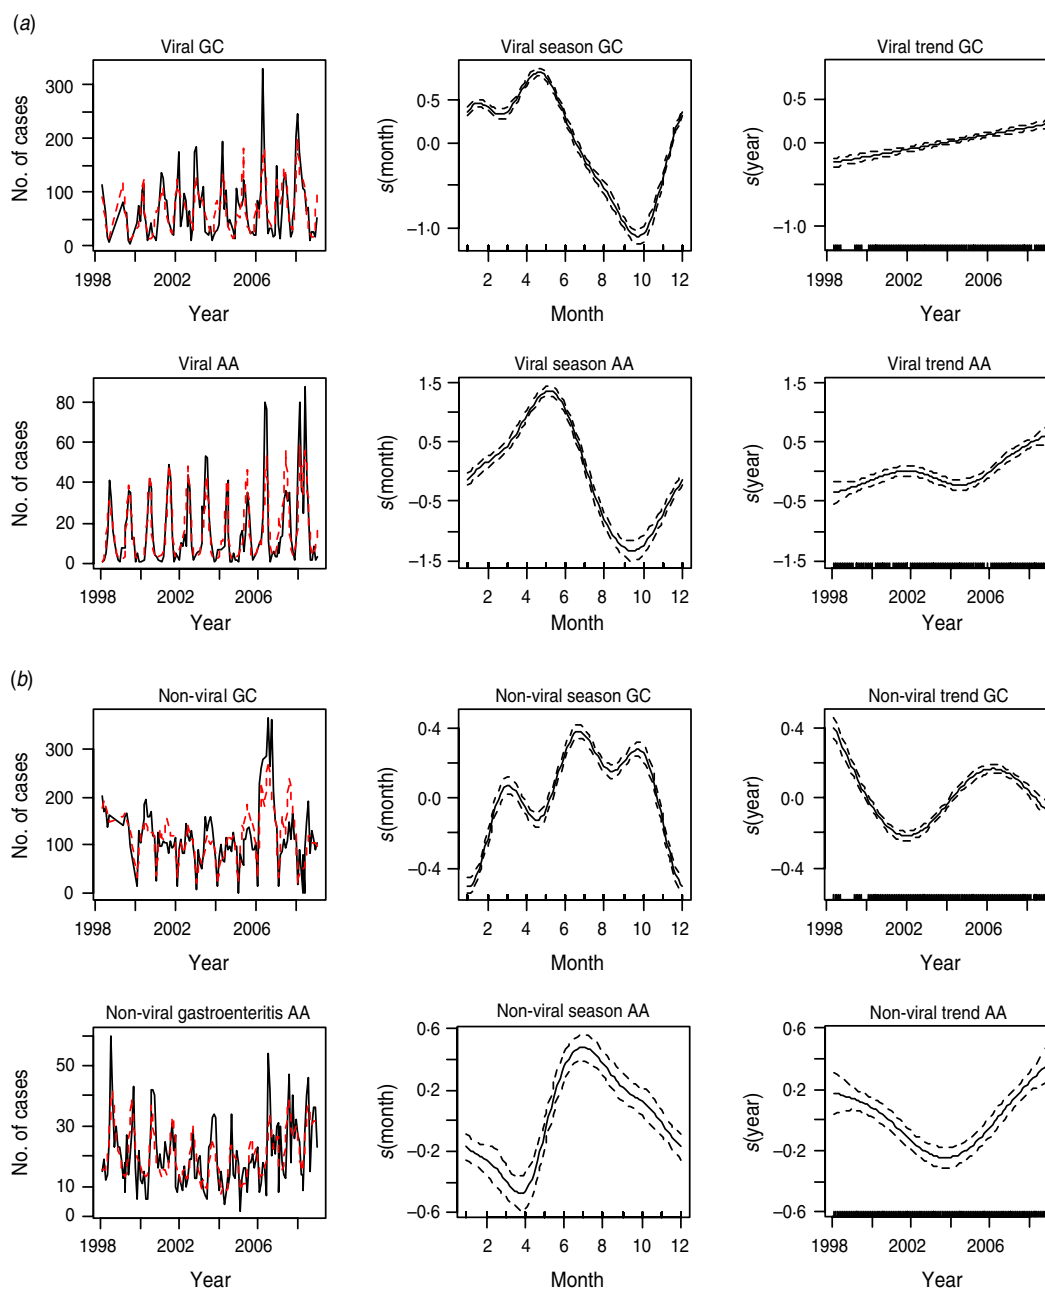 (a)
Viral GC
No. of cases
300
200
100
0
1998 2002 2006
Year
Viral season GC
s(month)
0·5
0·0
−1·0
2 4 6 8 10 12
Month
Viral trend GC
s(year)
0·5
0·0
−1·0
1998 2002 2006
Year
Viral AA
No. of cases
80
60
40
20
0
1998 2002 2006
Year
Viral season AA
s(month)
1·5
0·5
−0·5
−1·5
2 4 6 8 10 12
Month
Viral trend AA
s(year)
1·5
0·5
−0·5
−1·5
1998 2002 2006
Year
(b)
Non-viral GC
No. of cases
300
200
100
0
1998 2002 2006
Year
Non-viral season GC
s(month)
0·4
0·0
−0·4
2 4 6 8 10 12
Month
Non-viral trend GC
s(year)
0·4
0·0
−0·4
1998 2002 2006
Year
Non-viral gastroenteritis AA
No. of cases
50
30
10
0
1998 2002 2006
Year
Non-viral season AA
s(month)
0·6
0·2
−0·2
−0·6
2 4 6 8 10 12
Month
Non-viral trend AA
s(year)
0·6
0·2
−0·2
−0·6
1998 2002 2006
Year